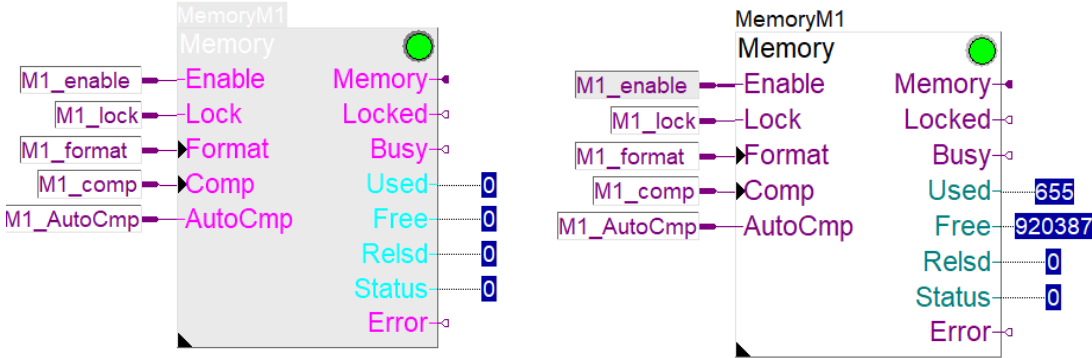 MemoryM1
Memory
M1_enable Enable Memory
M1_lock Lock Locked
M1_format Format Busy
M1_comp Comp Used 0
M1_AutoCmp AutoCmp Free 0
Relsd 0
Status 0
Error
MemoryM1
Memory
M1_enable Enable Memory
M1_lock Lock Locked
M1_format Format Busy
M1_comp Comp Used 655
M1_AutoCmp AutoCmp Free 920387
Relsd 0
Status 0
Error